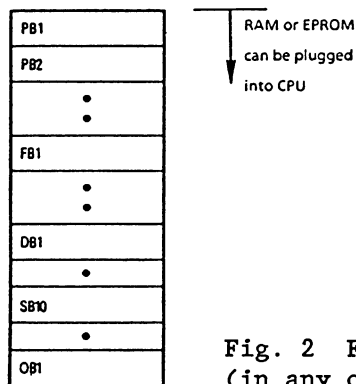 PB1
PB2
FB1
DB1
SB10
OB1
RAM or EPROM
can be plugged
into CPU
Fig. 2
(in any